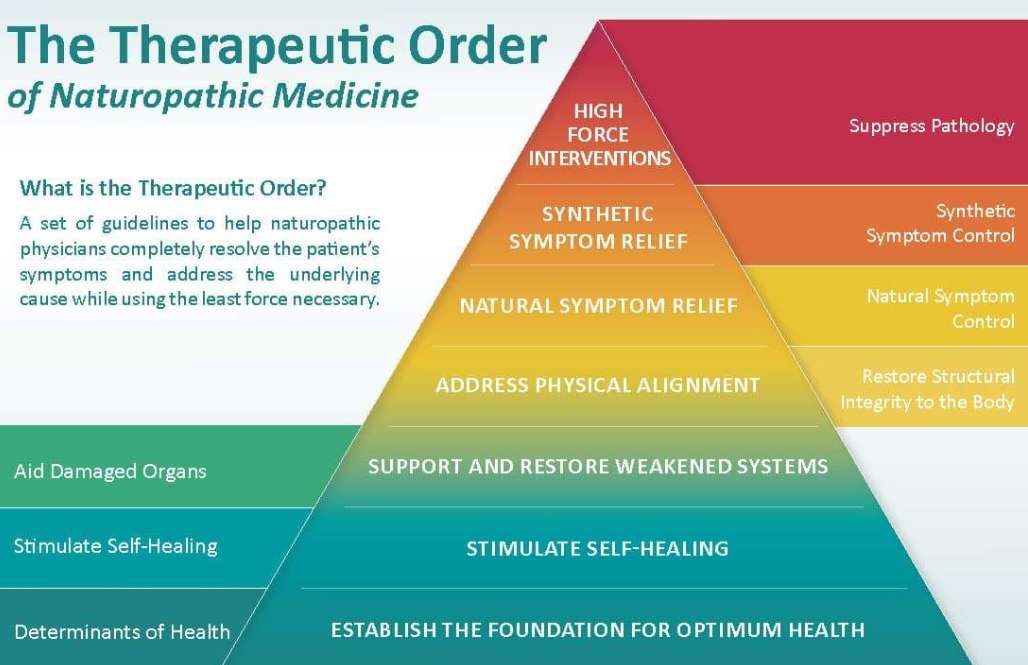 The Therapeutic Order
of Naturopathic Medicine
What is the Therapeutic Order?
A set of guidelines to help naturopathic
physicians completely resolve the patient's
symptoms and address the underlying
cause while using the least force necessary.
HIGH
FORCE
INTERVENTIONS
Suppress Pathology
SYNTHETIC
SYMPTOM RELIEF
Synthetic
Symptom Control
NATURAL SYMPTOM RELIEF
Natural Symptom
Control
ADDRESS PHYSICAL ALIGNMENT
Restore Structural
Integrity to the Body
Aid Damaged Organs
SUPPORT AND RESTORE WEAKENED SYSTEMS
Stimulate Self-Healing
STIMULATE SELF-HEALING
Determinants of Health
ESTABLISH THE FOUNDATION FOR OPTIMUM HEALTH